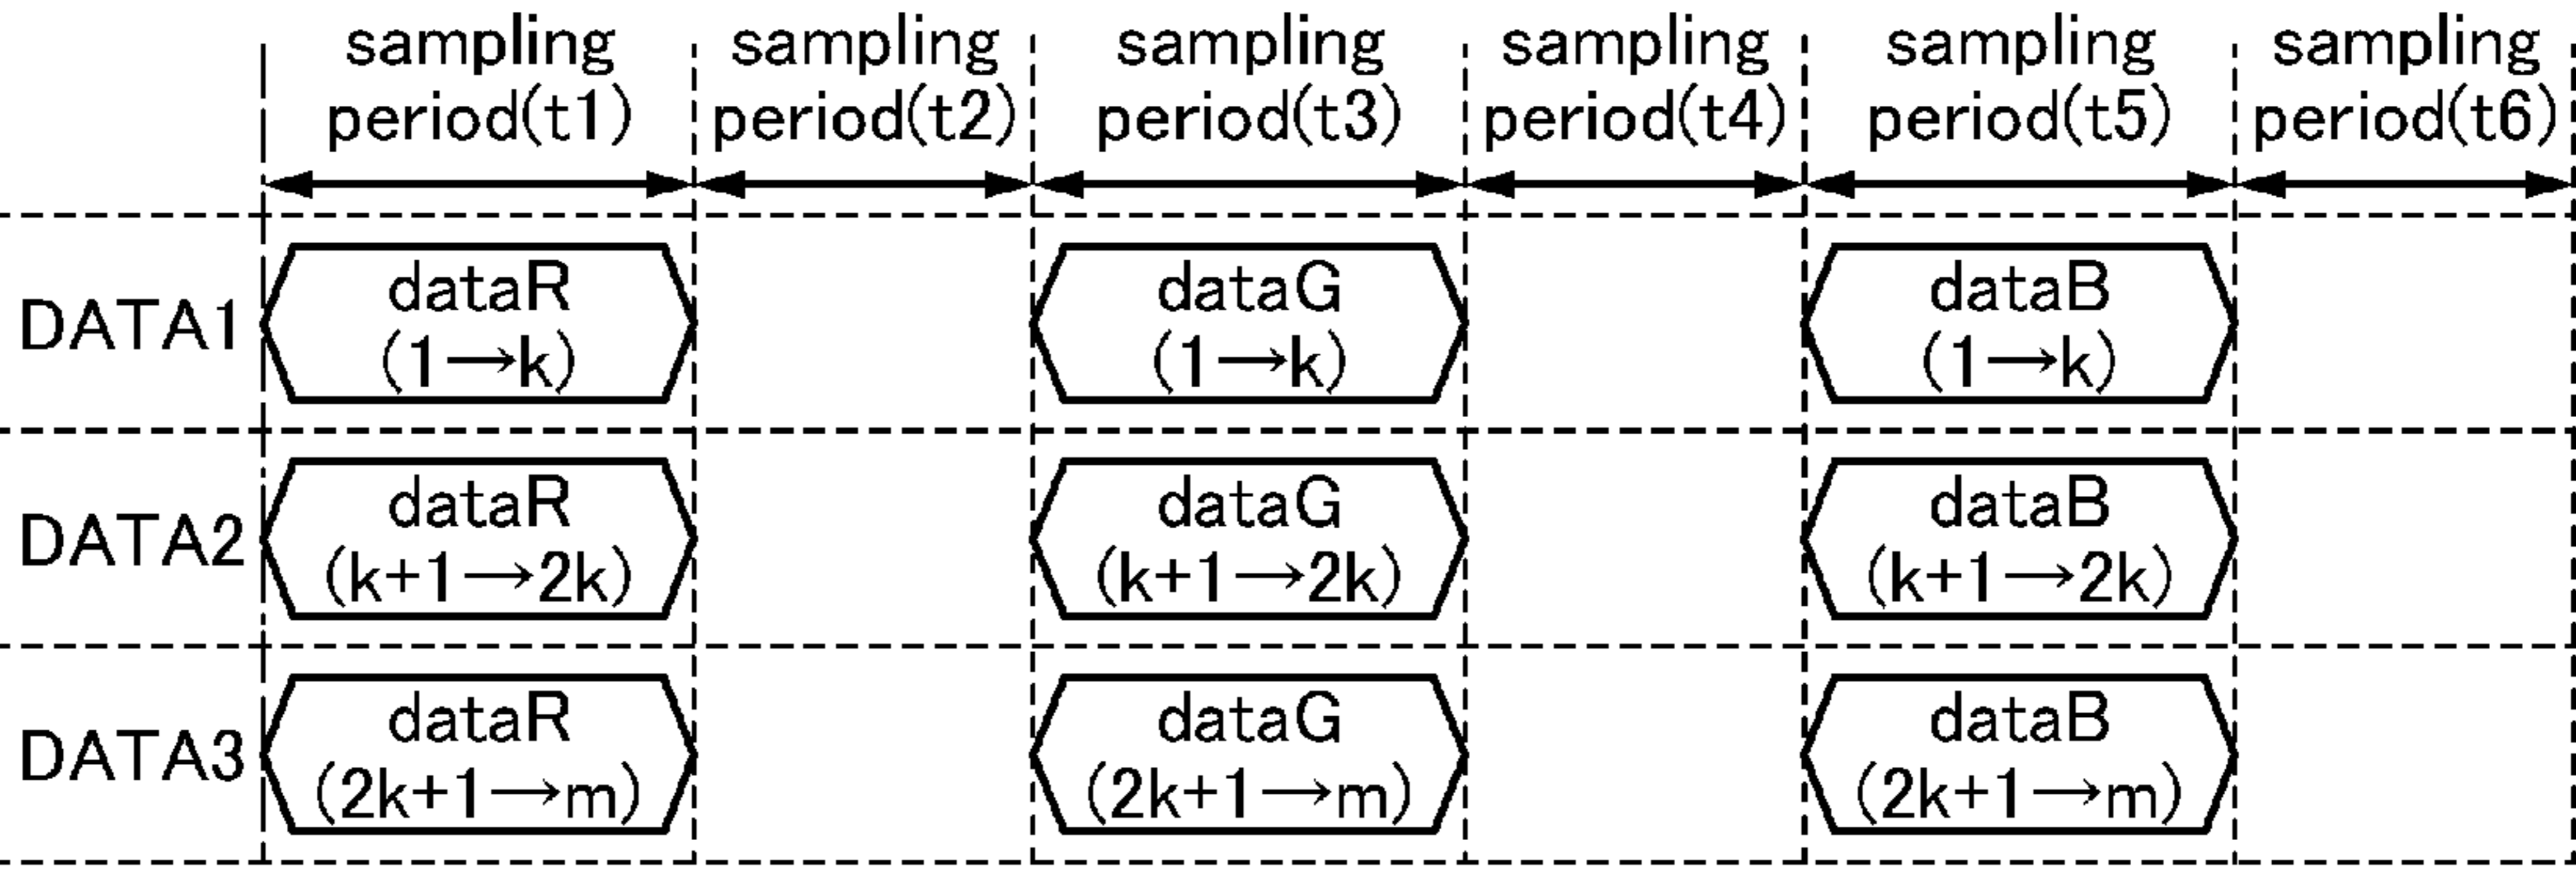 sampling period(t1)
sampling period(t2)
sampling period(t3)
sampling period(t4)
sampling period(t5)
sampling period(t6)
DATA1
dataR
(1→k)
dataG
(1→k)
dataB
(1→k)
DATA2
dataR
(k+1→2k)
dataG
(k+1→2k)
dataB
(k+1→2k)
DATA3
dataR
(2k+1→m)
dataG
(2k+1→m)
dataB
(2k+1→m)